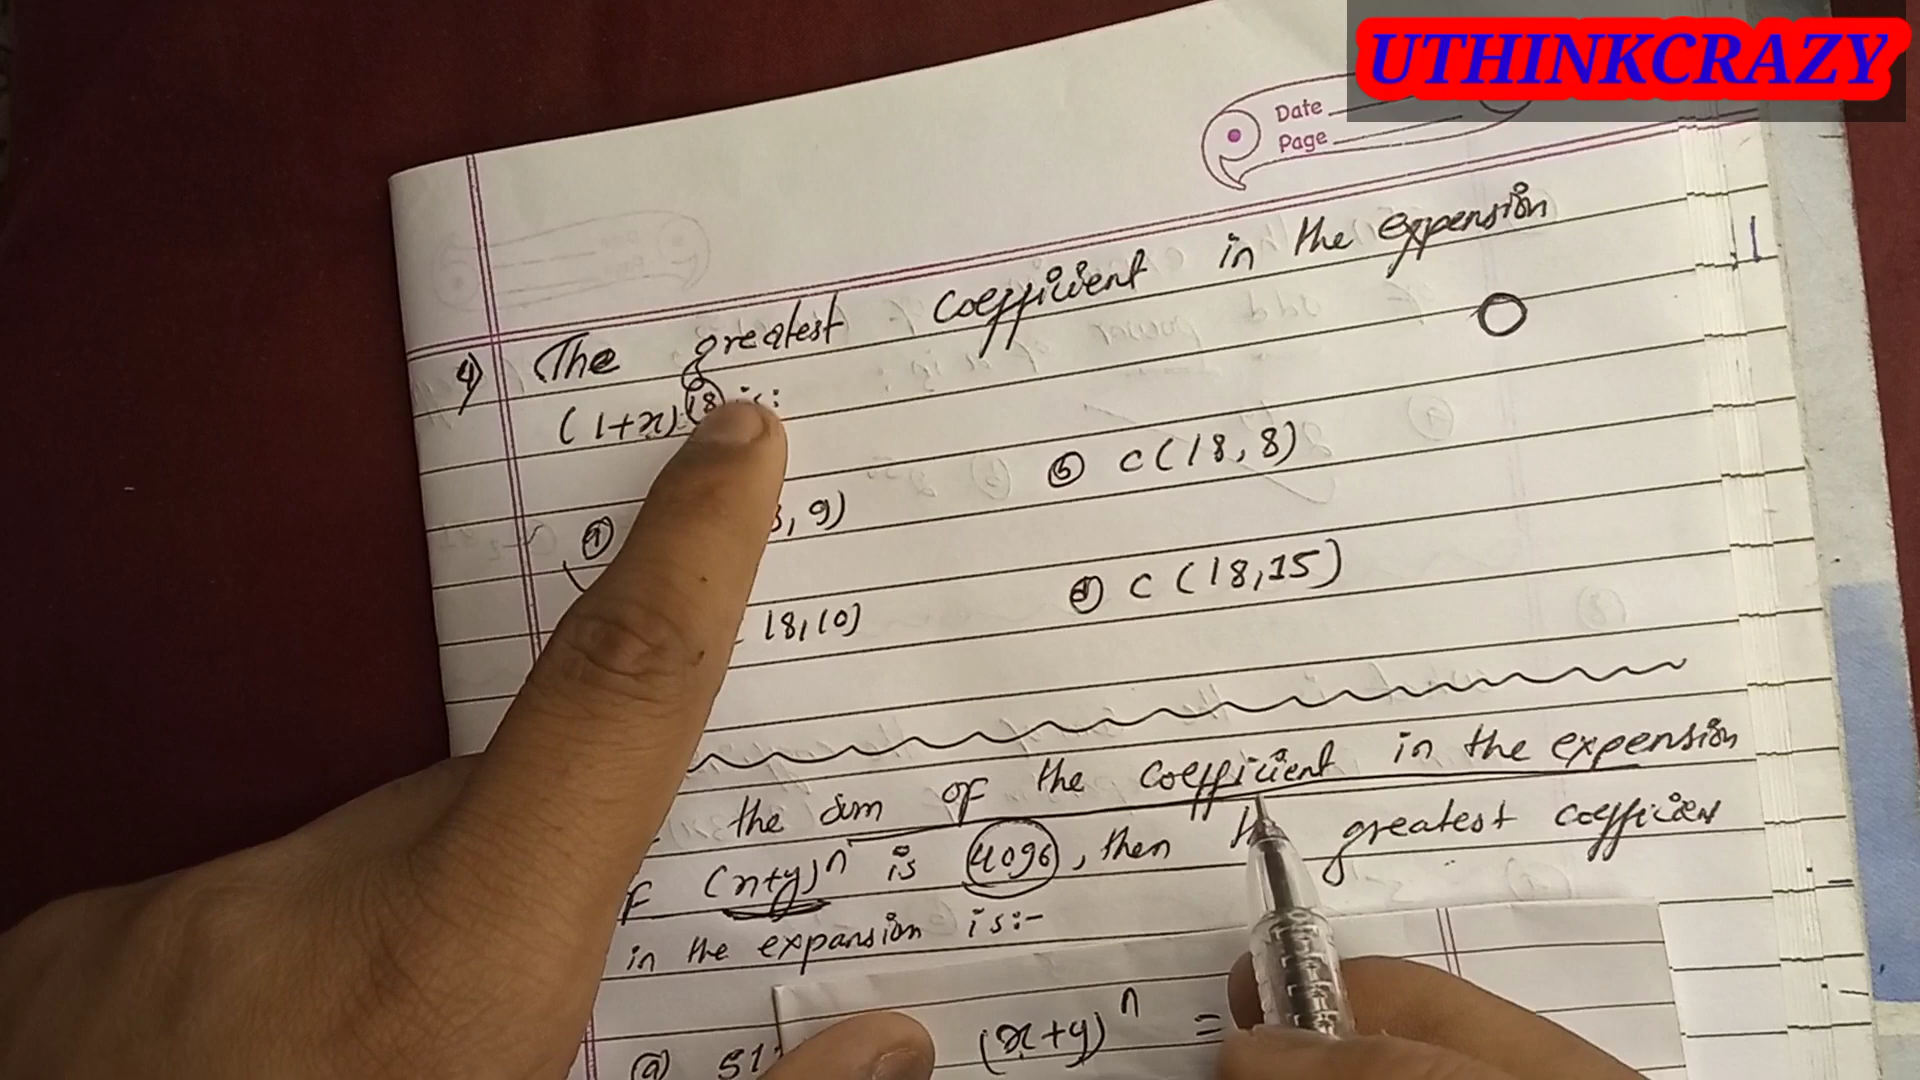 UTHINKCRAZY
Date
Page
4) The greatest coefficient in the expension
(1+x)18 is:
a , 9)
b C(18,8)
18,10)
d C(18,15)
the sum of the coefficient in the expension
F (x+y)n is 4096, then greatest coefficien
in the expansion is:-
a 51
(x+y)n =